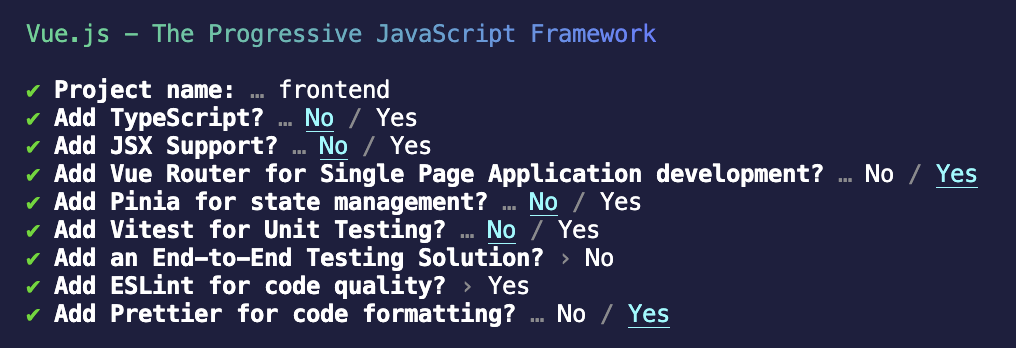 Vue.js – The Progressive JavaScript Framework
✔ Project name: … frontend
✔ Add TypeScript? … No / Yes
✔ Add JSX Support? … No / Yes
✔ Add Vue Router for Single Page Application development? … No / Yes
✔ Add Pinia for state management? … No / Yes
✔ Add Vitest for Unit Testing? … No / Yes
✔ Add an End-to-End Testing Solution? › No
✔ Add ESLint for code quality? › Yes
✔ Add Prettier for code formatting? … No / Yes